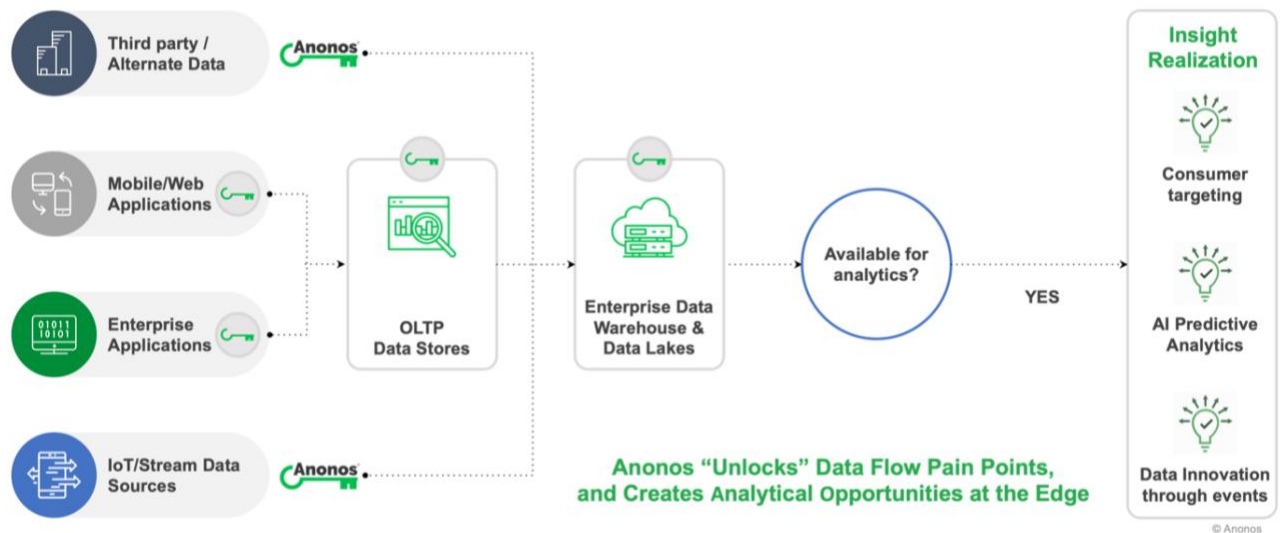 Third party /
Alternate Data
Anonos
Mobile/Web
Applications
Enterprise
Applications
01011
10101
IoT/Stream Data
Sources
Anonos
OLTP
Data Stores
Enterprise Data
Warehouse &
Data Lakes
Available for
analytics?
YES
Insight
Realization
Consumer
targeting
AI Predictive
Analytics
Data Innovation
through events
Anonos “Unlocks” Data Flow Pain Points,
and Creates Analytical Opportunities at the Edge
© Anonos